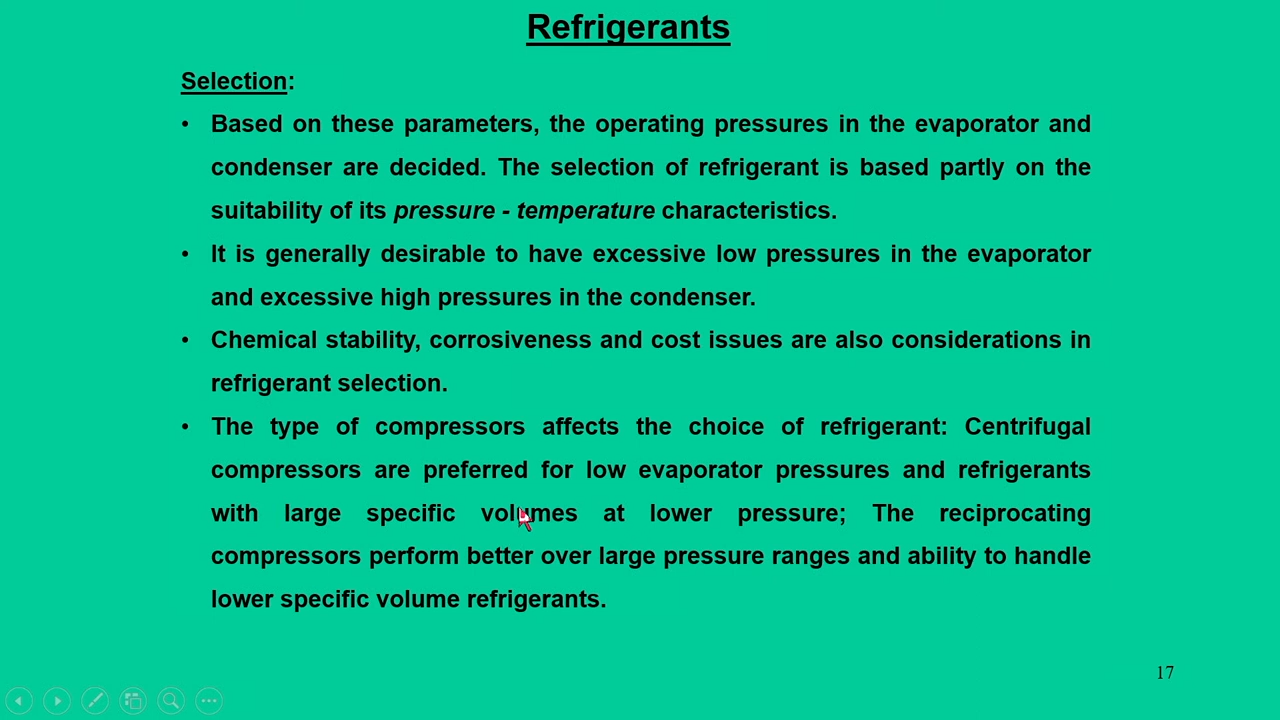 Refrigerants
Selection:
• Based on these parameters, the operating pressures in the evaporator and
condenser are decided. The selection of refrigerant is based partly on the
suitability of its pressure - temperature characteristics.
• It is generally desirable to have excessive low pressures in the evaporator
and excessive high pressures in the condenser.
• Chemical stability, corrosiveness and cost issues are also considerations in
refrigerant selection.
• The type of compressors affects the choice of refrigerant: Centrifugal
compressors are preferred for low evaporator pressures and refrigerants
with large specific volumes at lower pressure; The reciprocating
compressors perform better over large pressure ranges and ability to handle
lower specific volume refrigerants.
17